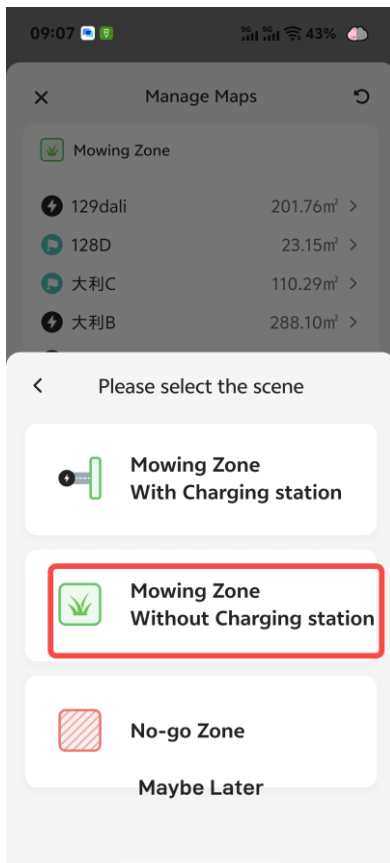 09:07 5G 5G 43%
Manage Maps
Mowing Zone
129dali 201.76㎡
128D 23.15㎡
大利C 110.29㎡
大利B 288.10㎡
Please select the scene
Mowing Zone
With Charging station
Mowing Zone
Without Charging station
No-go Zone
Maybe Later